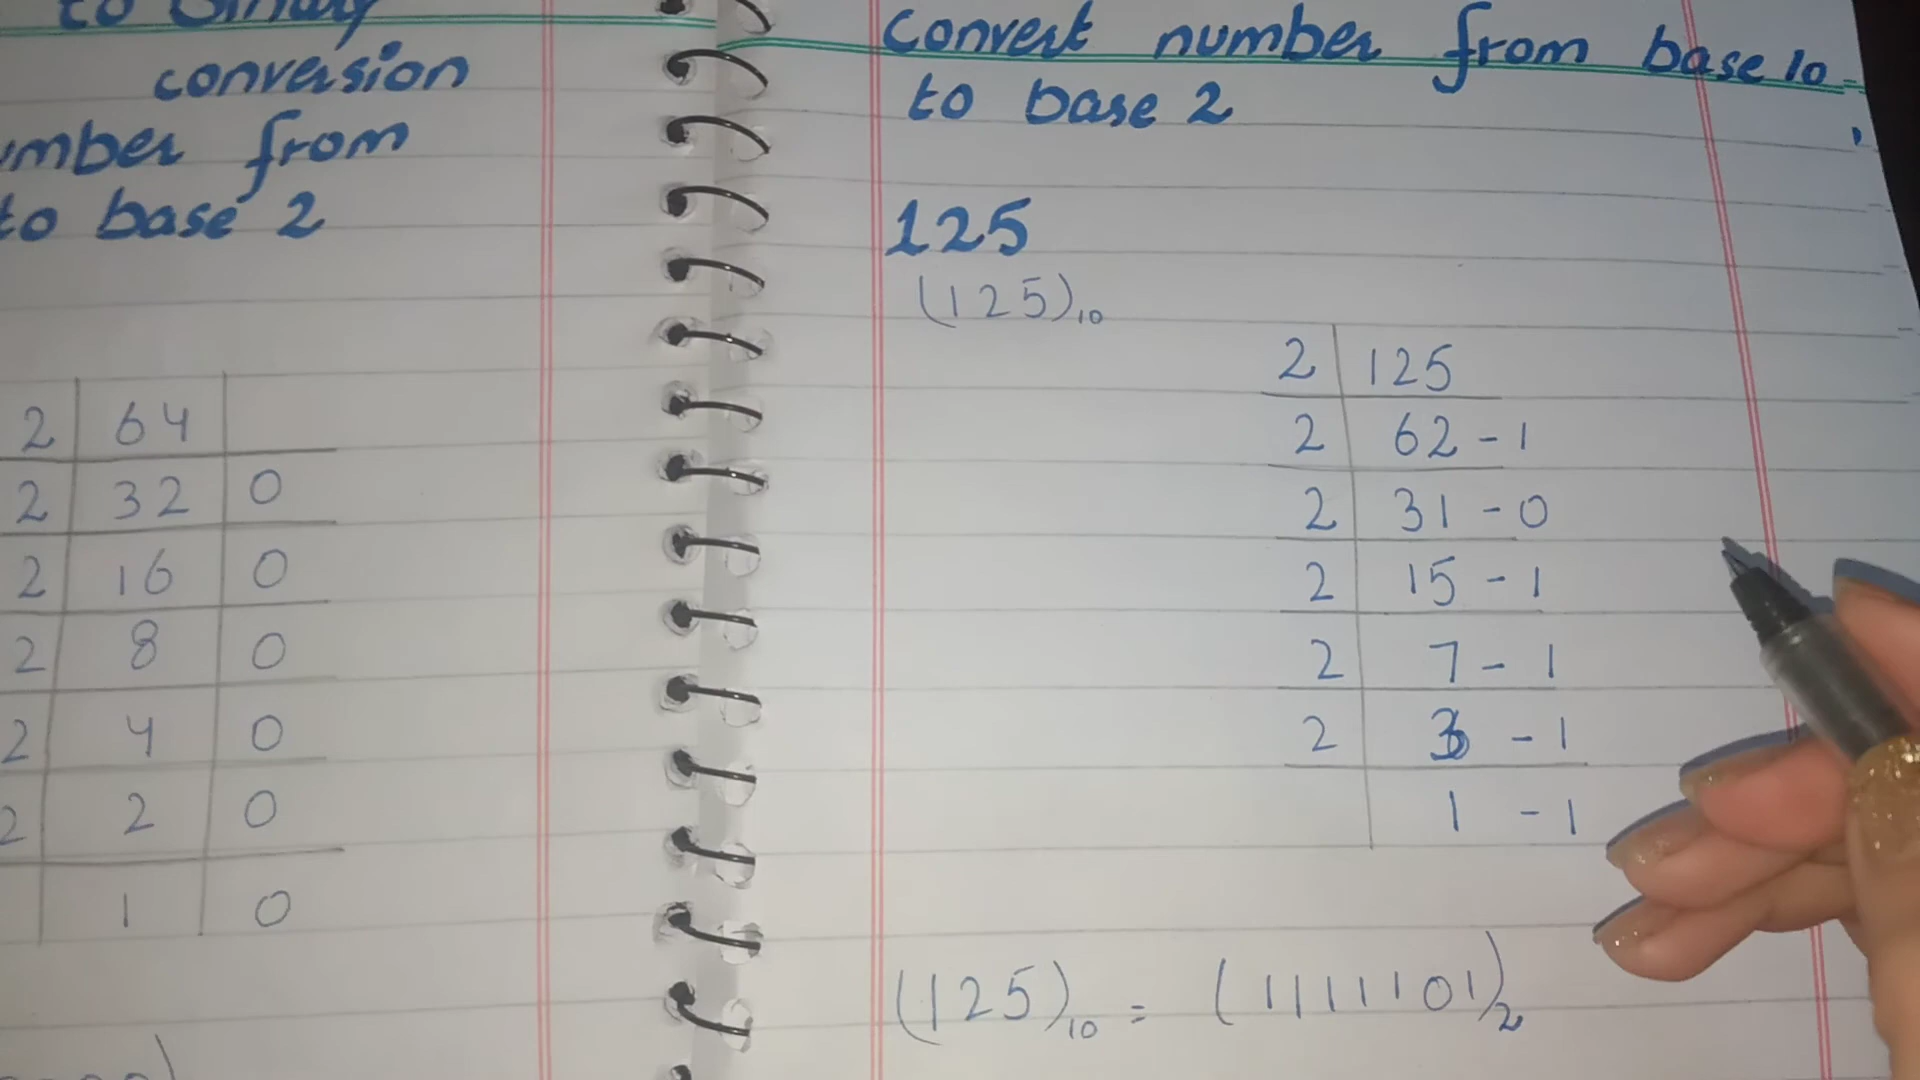 to Binary
conversion
number from
to base 2
2 64
2 32 0
2 16 0
2 8 0
2 4 0
2 2 0
1 0
Convert number from base 10
to base 2
125
(125)10
2 125
2 62 - 1
2 31 - 0
2 15 - 1
2 7 - 1
2 3 - 1
1 - 1
(125)10 = (1111101)2